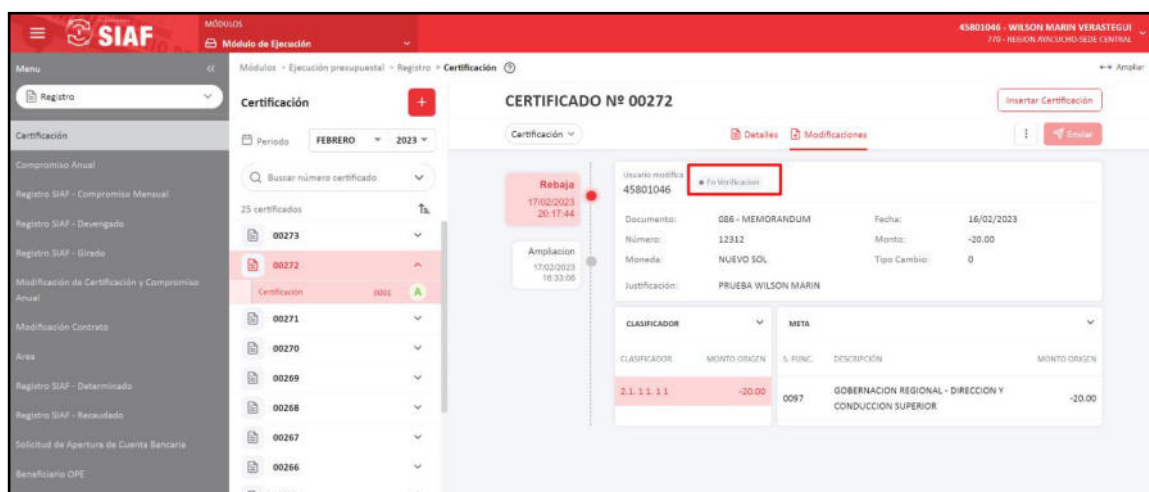 SIAF
MÓDULOS
Módulo de Ejecución
45801046 - WILSON MARIN VERASTEGUI
770 - REGION AYACUCHO-SEDE CENTRAL
Menu
Registro
Certificación
Compromiso Anual
Registro SIAF - Compromiso Mensual
Registro SIAF - Devengado
Registro SIAF - Girado
Modificación de Certificación y Compromiso
Anual
Modificación Contrato
Area
Registro SIAF - Determinado
Registro SIAF - Recaudado
Solicitud de Apertura de Cuenta Bancaria
Beneficiario OPE
Módulos > Ejecución presupuestal > Registro > Certificación
Ampliar
Certificación
Periodo FEBRERO 2023
Buscar número certificado
25 certificados
00273
00272
Certificación 0001 A
00271
00270
00269
00268
00267
00266
CERTIFICADO Nº 00272
Insertar Certificación
Certificación
Detalles
Modificaciones
Enviar
Rebaja
17/02/2023
20:17:44
Ampliacion
17/02/2023
16:33:06
Usuario modifica
45801046
En Verificacion
Documento: 086 - MEMORANDUM Fecha: 16/02/2023
Número: 12312 Monto: -20.00
Moneda: NUEVO SOL Tipo Cambio: 0
Justificación: PRUEBA WILSON MARIN
CLASIFICADOR
CLASIFICADOR MONTO ORIGEN
2.1. 1 1. 1 1 -20.00
META
S. FUNC. DESCRIPCIÓN MONTO ORIGEN
0097 GOBERNACION REGIONAL - DIRECCION Y
CONDUCCION SUPERIOR -20.00